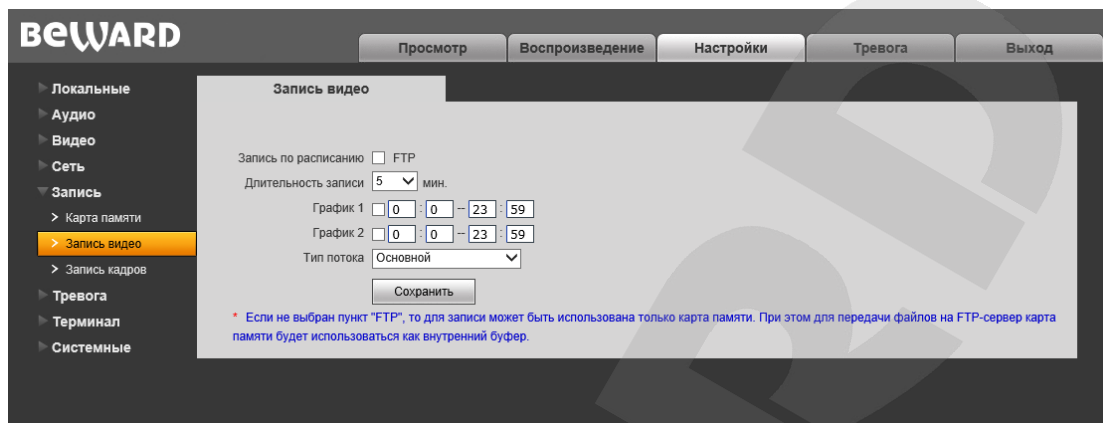 BEWARD
Просмотр Воспроизведение Настройки Тревога Выход
Локальные
Аудио
Видео
Сеть
Запись
> Карта памяти
> Запись видео
> Запись кадров
Тревога
Терминал
Системные
Запись видео
Запись по расписанию FTP
Длительность записи 5 мин.
График 1 0 : 0 -- 23 : 59
График 2 0 : 0 -- 23 : 59
Тип потока Основной
Сохранить
* Если не выбран пункт "FTP", то для записи может быть использована только карта памяти. При этом для передачи файлов на FTP-сервер карта
памяти будет использоваться как внутренний буфер.